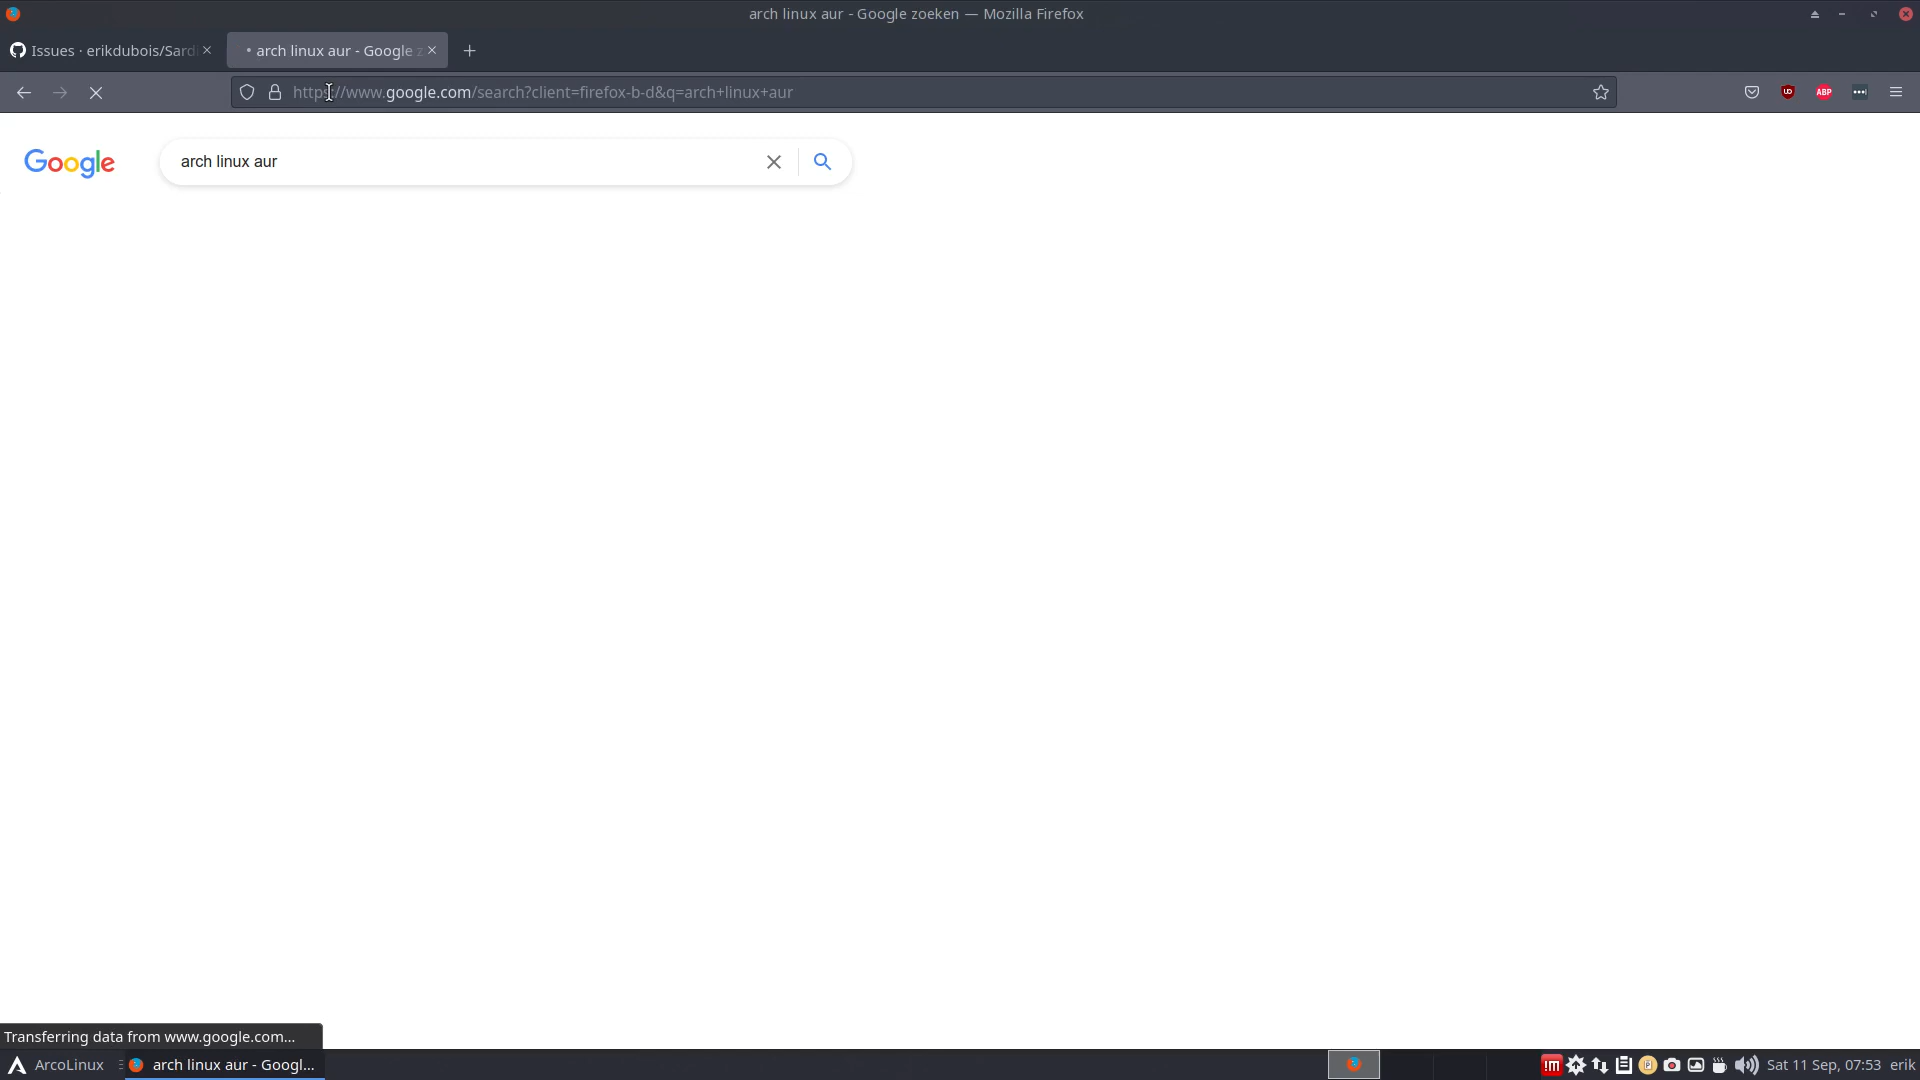 arch linux aur - Google zoeken — Mozilla Firefox
Issues · erikdubois/Sard
arch linux aur - Google z
https://www.google.com/search?client=firefox-b-d&q=arch+linux+aur
ABP
Google
arch linux aur
Transferring data from www.google.com...
ArcoLinux
arch linux aur - Googl...
!m
Sat 11 Sep, 07:53
erik